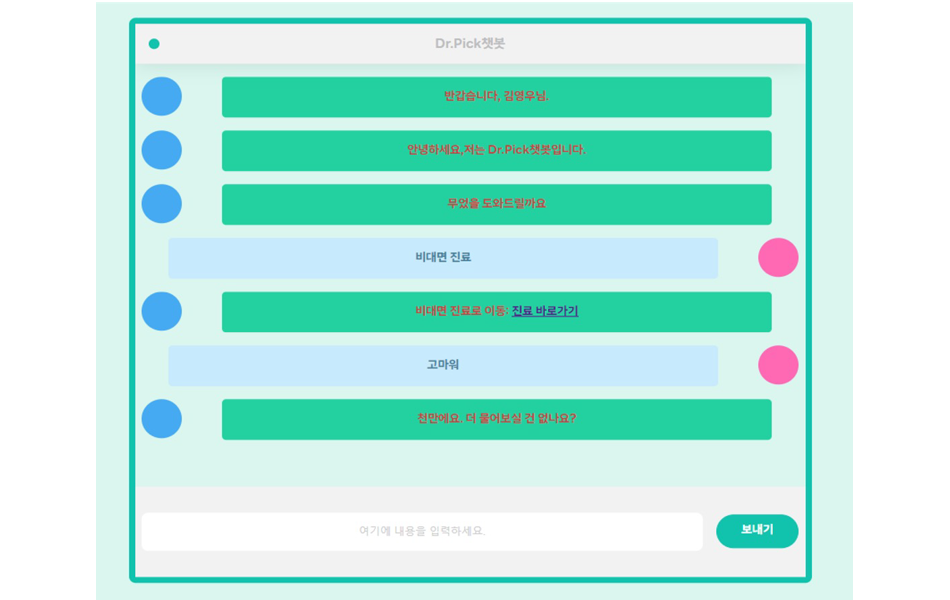 Dr.Pick챗봇
반갑습니다, 김영우님.
안녕하세요,저는 Dr.Pick챗봇입니다.
무엇을 도와드릴까요
비대면 진료
비대면 진료로 이동: 진료 바로가기
고마워
천만에요. 더 물어보실 건 없나요?
여기에 내용을 입력하세요.
보내기